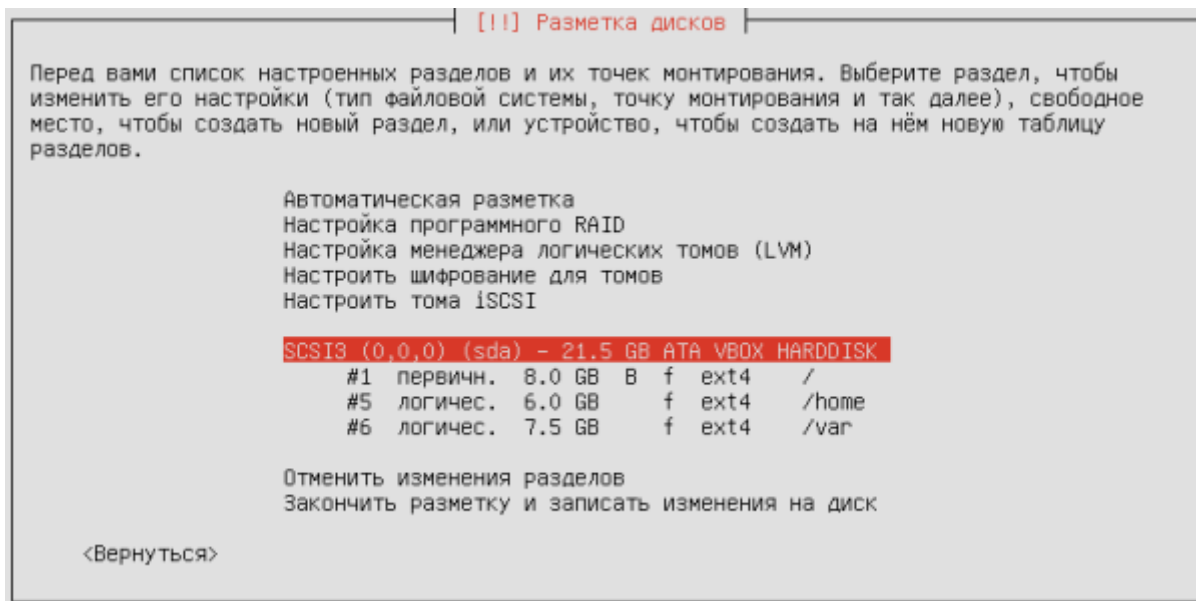 [!!] Разметка дисков
Перед вами список настроенных разделов и их точек монтирования. Выберите раздел, чтобы
изменить его настройки (тип файловой системы, точку монтирования и так далее), свободное
место, чтобы создать новый раздел, или устройство, чтобы создать на нём новую таблицу
разделов.
Автоматическая разметка
Настройка программного RAID
Настройка менеджера логических томов (LVM)
Настроить шифрование для томов
Настроить тома iSCSI
SCSI3 (0,0,0) (sda) - 21.5 GB ATA VBOX HARDDISK
#1 первичн. 8.0 GB B f ext4 /
#5 логичес. 6.0 GB f ext4 /home
#6 логичес. 7.5 GB f ext4 /var
Отменить изменения разделов
Закончить разметку и записать изменения на диск
<Вернуться>